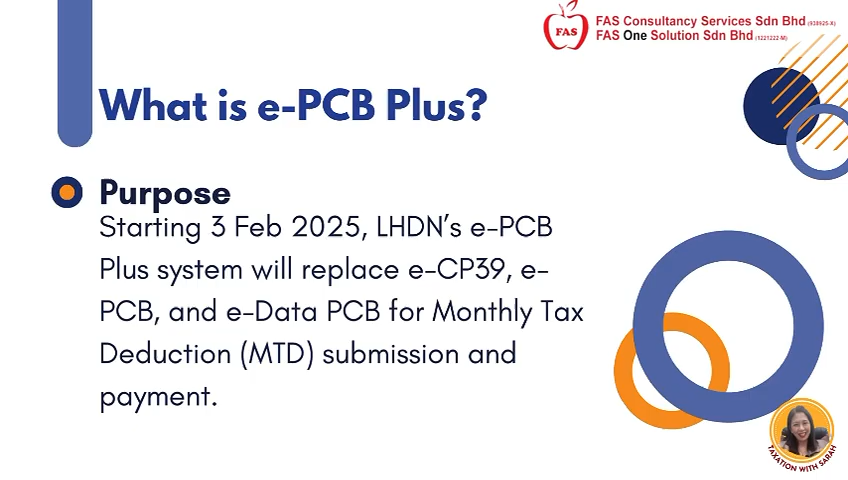 FAS
FAS Consultancy Services Sdn Bhd (938925-X)
FAS One Solution Sdn Bhd (1221222-M)
What is e-PCB Plus?
Purpose
Starting 3 Feb 2025, LHDN’s e-PCB
Plus system will replace e-CP39, e-
PCB, and e-Data PCB for Monthly Tax
Deduction (MTD) submission and
payment.
TAXATION WITH SARAH